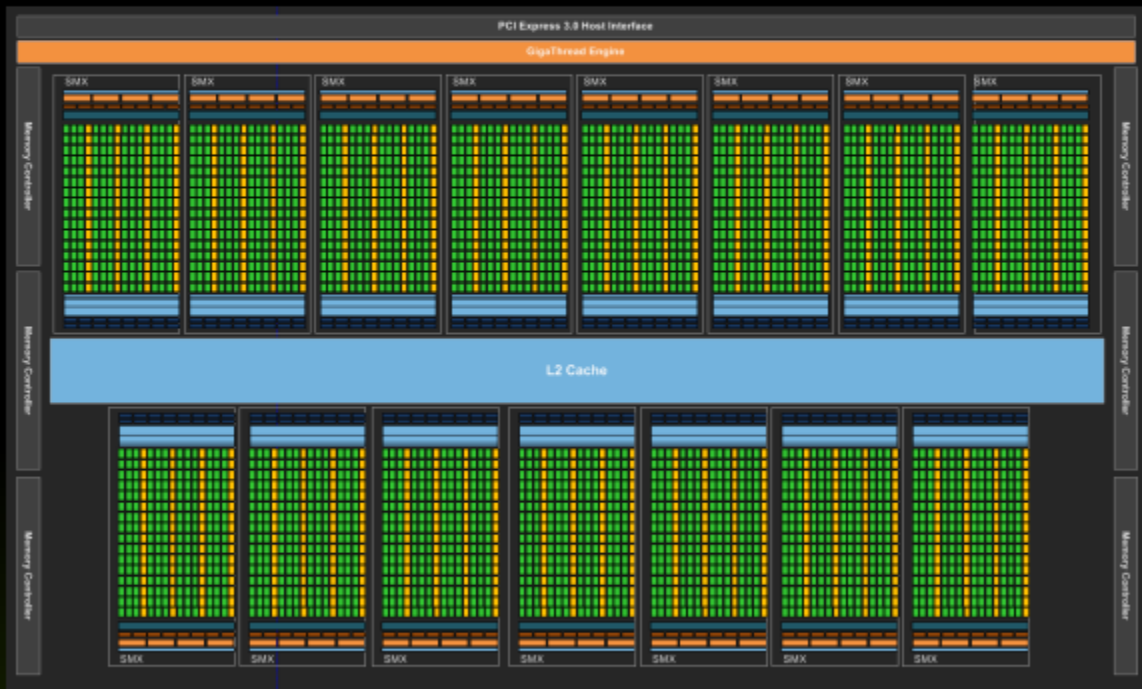 PCI Express 3.0 Host Interface
GigaThread Engine
SMX SMX SMX SMX SMX SMX SMX SMX
Memory Controller
Memory Controller
Memory Controller
Memory Controller
L2 Cache
Memory Controller
Memory Controller
SMX SMX SMX SMX SMX SMX SMX